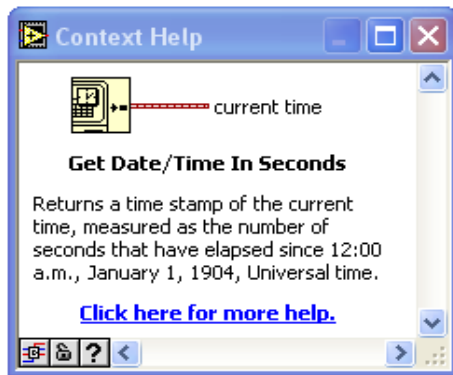 Context Help
current time
Get Date/Time In Seconds
Returns a time stamp of the current
time, measured as the number of
seconds that have elapsed since 12:00
a.m., January 1, 1904, Universal time.
Click here for more help.
?